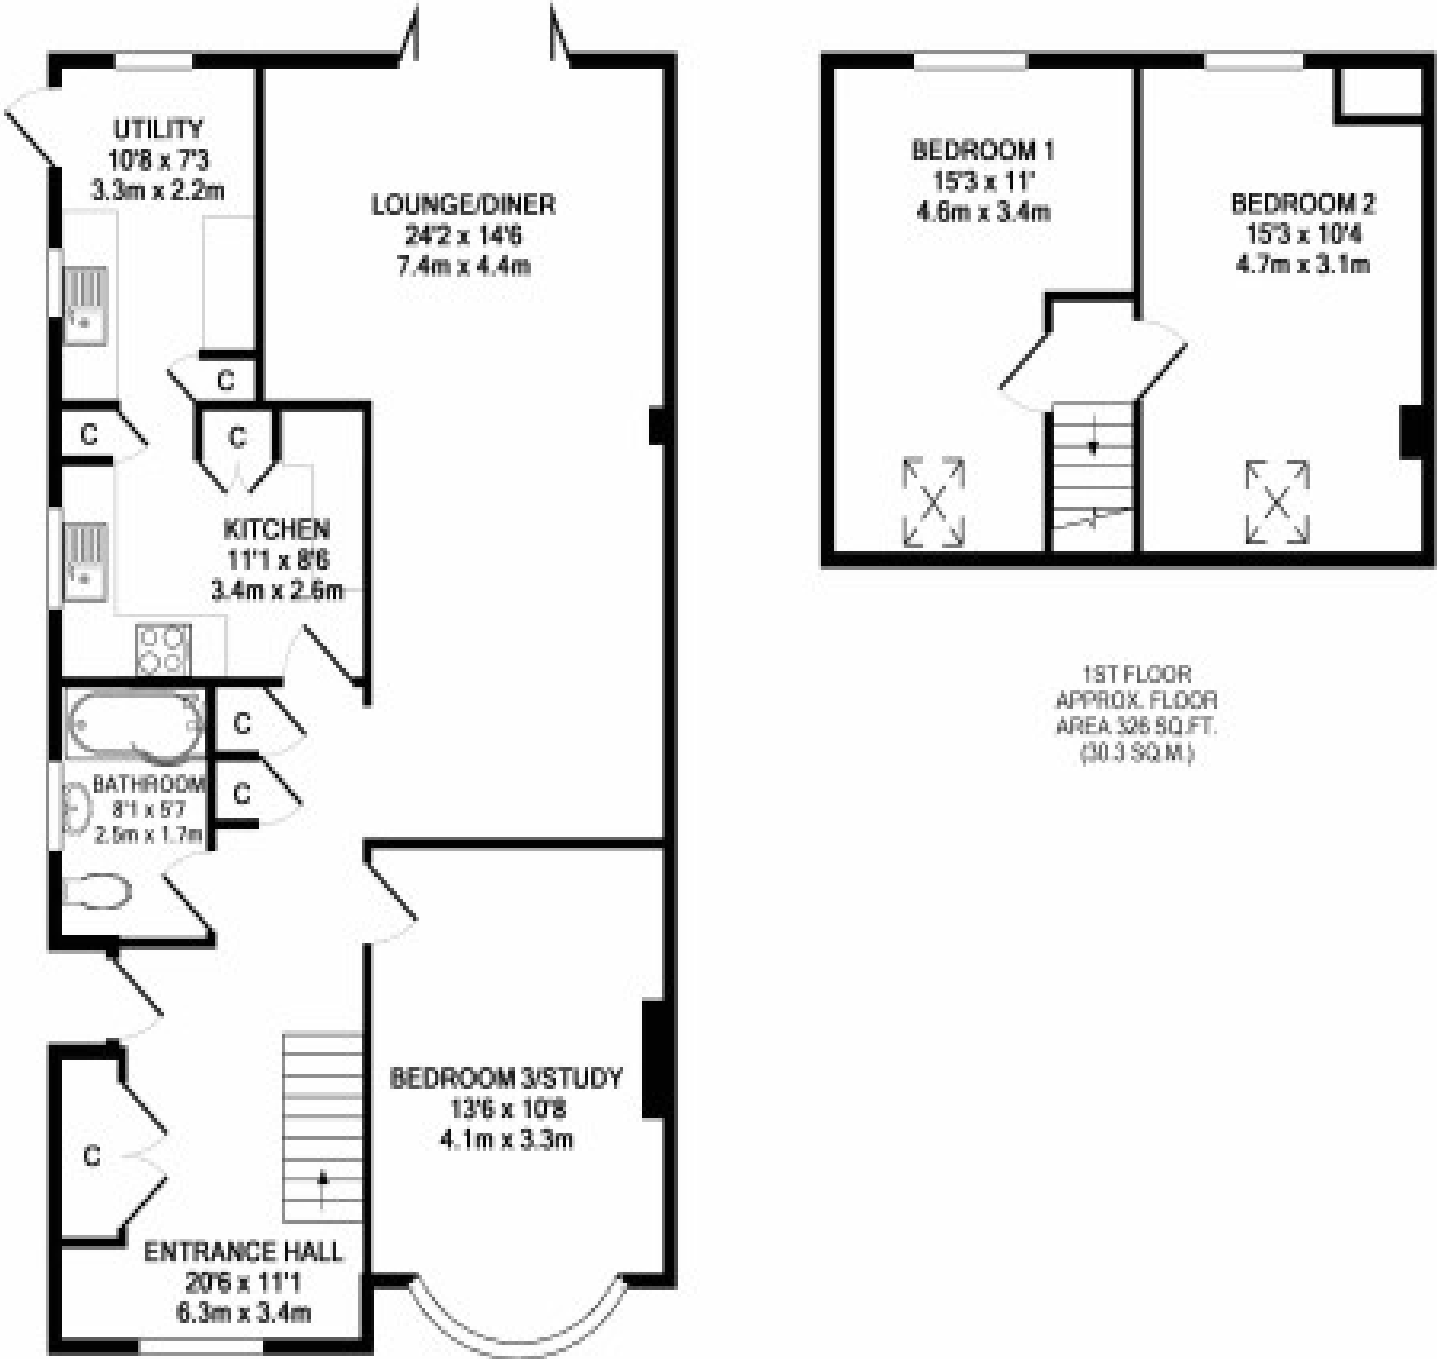 UTILITY
10'8 x 7'3
3.3m x 2.2m
LOUNGE/DINER
24'2 x 14'6
7.4m x 4.4m
C
C
C
KITCHEN
11'1 x 8'6
3.4m x 2.6m
C
C
BATHROOM
8'1 x 5'7
2.5m x 1.7m
BEDROOM 3/STUDY
13'6 x 10'8
4.1m x 3.3m
C
ENTRANCE HALL
20'6 x 11'1
6.3m x 3.4m
BEDROOM 1
15'3 x 11'
4.6m x 3.4m
BEDROOM 2
15'3 x 10'4
4.7m x 3.1m
1ST FLOOR
APPROX. FLOOR
AREA 326 SQ.FT.
(30.3 SQ.M.)